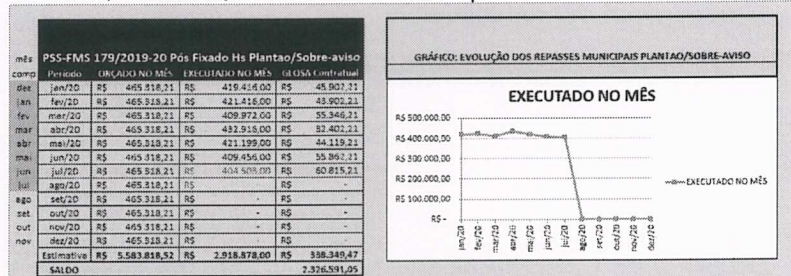 mês PSS-FMS 179/2019-20 Pós Fixado Hs Plantao/Sobre-aviso
comp Periodo ORÇADO NO MÊS EXECUTADO NO MÊS GLOSA Contratual
dez jan/20 R$ 465.318,21 R$ 419.416,00 R$ 45.902,21
jan fev/20 R$ 465.318,21 R$ 421.416,00 R$ 43.902,21
fev mar/20 R$ 465.318,21 R$ 409.972,00 R$ 55.346,21
mar abr/20 R$ 465.318,21 R$ 432.916,00 R$ 32.402,21
abr mai/20 R$ 465.318,21 R$ 421.199,00 R$ 44.119,21
mai jun/20 R$ 465.318,21 R$ 409.456,00 R$ 55.862,21
jun jul/20 R$ 465.318,21 R$ 404.503,00 R$ 60.815,21
jul ago/20 R$ 465.318,21 R$ - R$ -
ago set/20 R$ 465.318,21 R$ - R$ -
set out/20 R$ 465.318,21 R$ - R$ -
out nov/20 R$ 465.318,21 R$ - R$ -
nov dez/20 R$ 465.318,21 R$ - R$ -
Estimativa R$ 5.583.818,52 R$ 2.918.878,00 R$ 338.349,47
SALDO 2.326.591,05
GRÁFICO: EVOLUÇÃO DOS REPASSES MUNICIPAIS PLANTAO/SOBRE-AVISO
EXECUTADO NO MÊS
R$ 500.000,00
R$ 400.000,00
R$ 300.000,00
R$ 200.000,00
R$ 100.000,00
R$ -
EXECUTADO NO MÊS
jan/20 fev/20 mar/20 abr/20 mai/20 jun/20 jul/20 ago/20 set/20 out/20 nov/20 dez/20